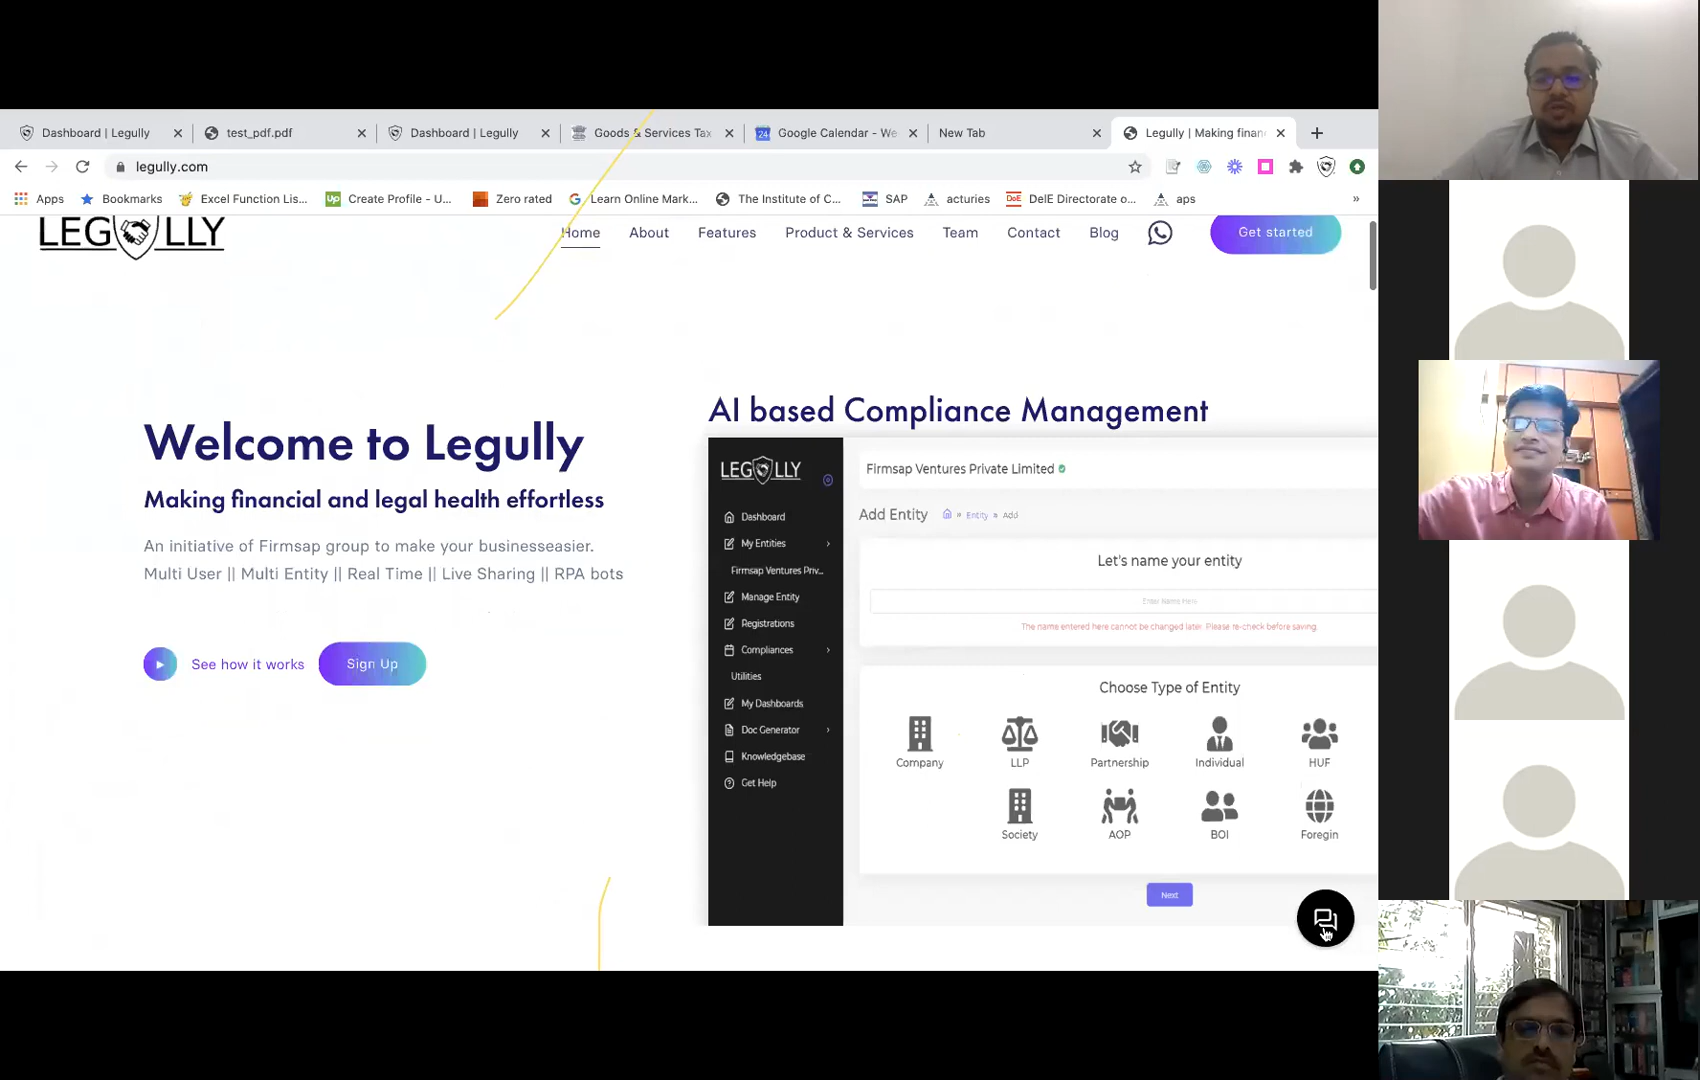 Dashboard | Legully
test_pdf.pdf
Dashboard | Legully
Goods & Services Tax
Google Calendar - We
New Tab
Legully | Making finan
legully.com
Apps
Bookmarks
Excel Function Lis...
Create Profile - U...
Zero rated
Learn Online Mark...
The Institute of C...
SAP
acturies
DelE Directorate o...
aps
»
LEGULLY
Home
About
Features
Product & Services
Team
Contact
Blog
Get started
Welcome to Legully
Making financial and legal health effortless
An initiative of Firmsap group to make your businesseasier.
Multi User || Multi Entity || Real Time || Live Sharing || RPA bots
See how it works
Sign Up
AI based Compliance Management
LEGULLY
Dashboard
My Entities
Firmsap Ventures Priv...
Manage Entity
Registrations
Compliances
Utilities
My Dashboards
Doc Generator
Knowledgebase
Get Help
Firmsap Ventures Private Limited
Add Entity
» Entity » Add
Let's name your entity
Enter Name Here
The name entered here cannot be changed later. Please re-check before saving.
Choose Type of Entity
Company
LLP
Partnership
Individual
HUF
Society
AOP
BOI
Foregin
Next